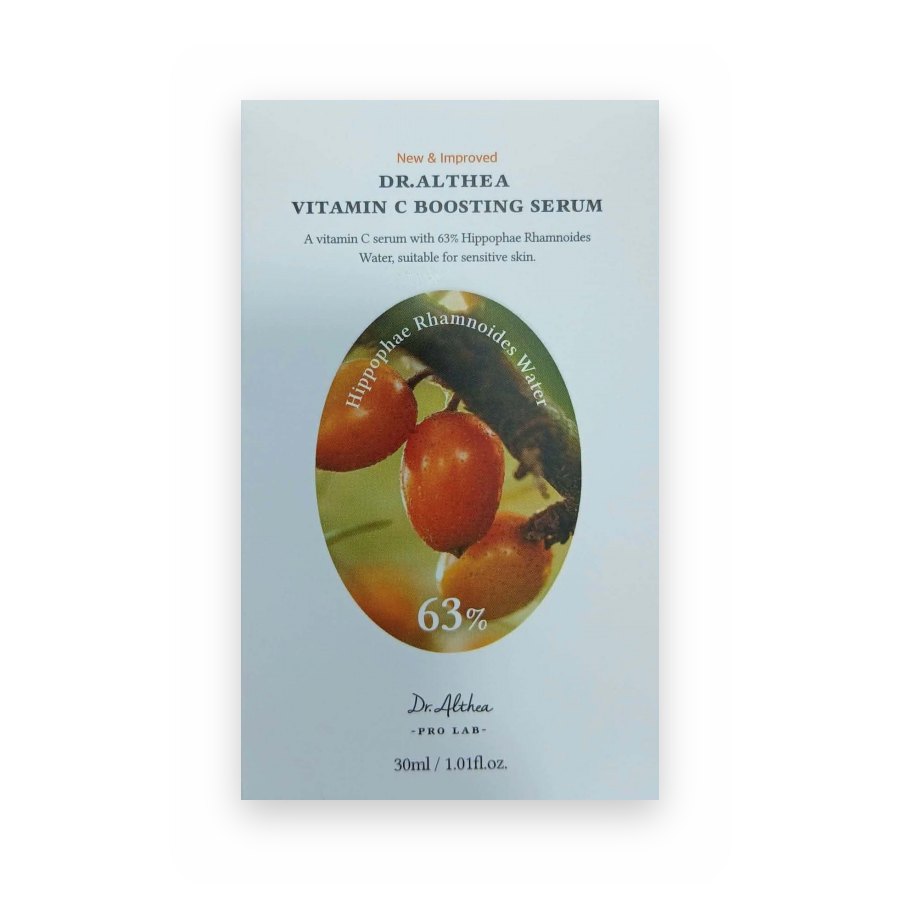 New & Improved
DR.ALTHEA
VITAMIN C BOOSTING SERUM
A vitamin C serum with 63% Hippophae Rhamnoides
Water, suitable for sensitive skin.
Hippophae Rhamnoides Water
63%
Dr. Althea
-PRO LAB-
30ml / 1.01fl.oz.